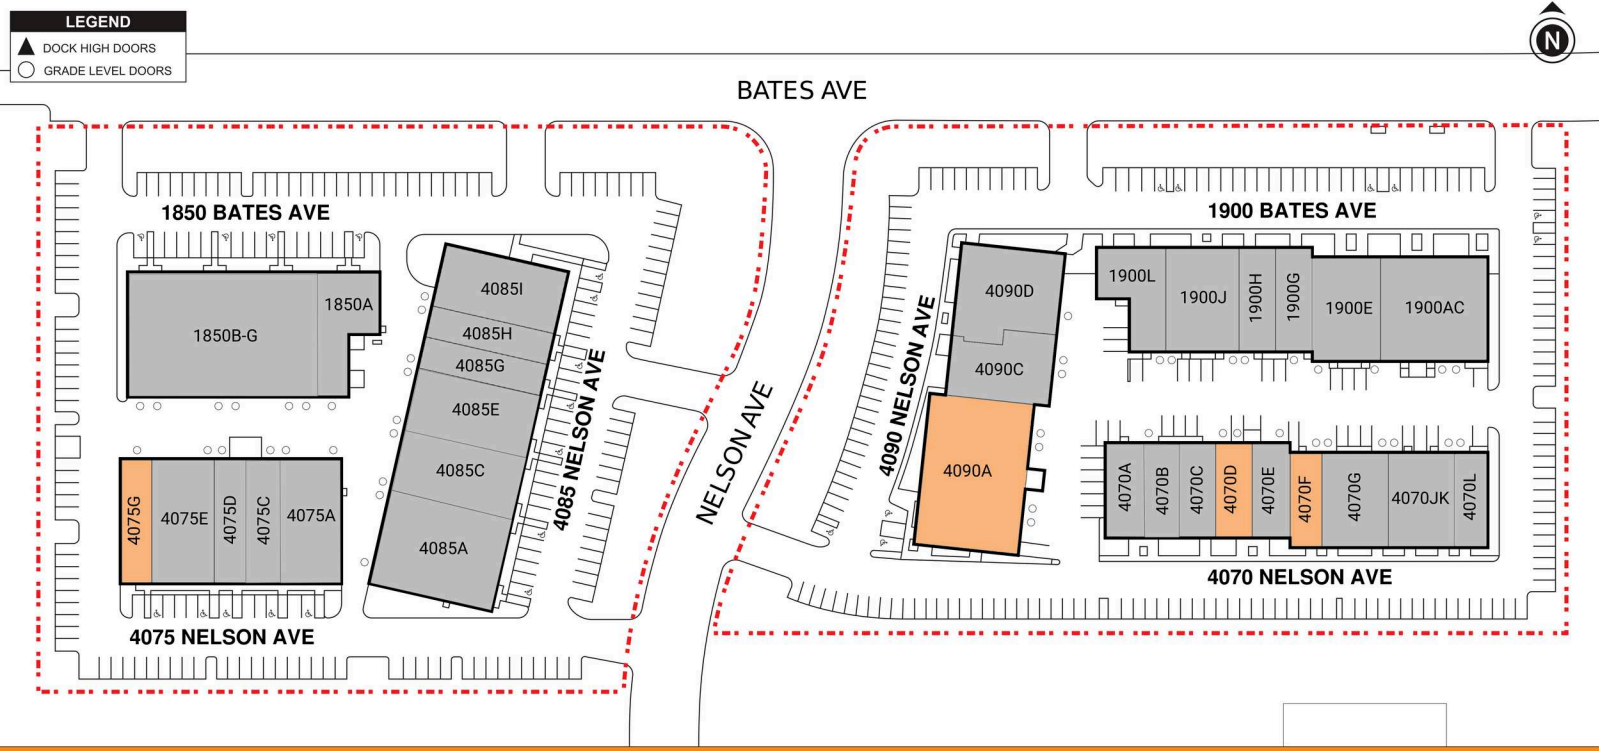 LEGEND
DOCK HIGH DOORS
GRADE LEVEL DOORS
N
BATES AVE
1850 BATES AVE
1850A
1850B-G
4085I
4085H
4085G
4085E
4085C
4085A
4085 NELSON AVE
4075G
4075E
4075D
4075C
4075A
4075 NELSON AVE
NELSON AVE
1900 BATES AVE
4090D
4090C
4090A
4090 NELSON AVE
1900L
1900J
1900H
1900G
1900E
1900AC
4070A
4070B
4070C
4070D
4070E
4070F
4070G
4070JK
4070L
4070 NELSON AVE